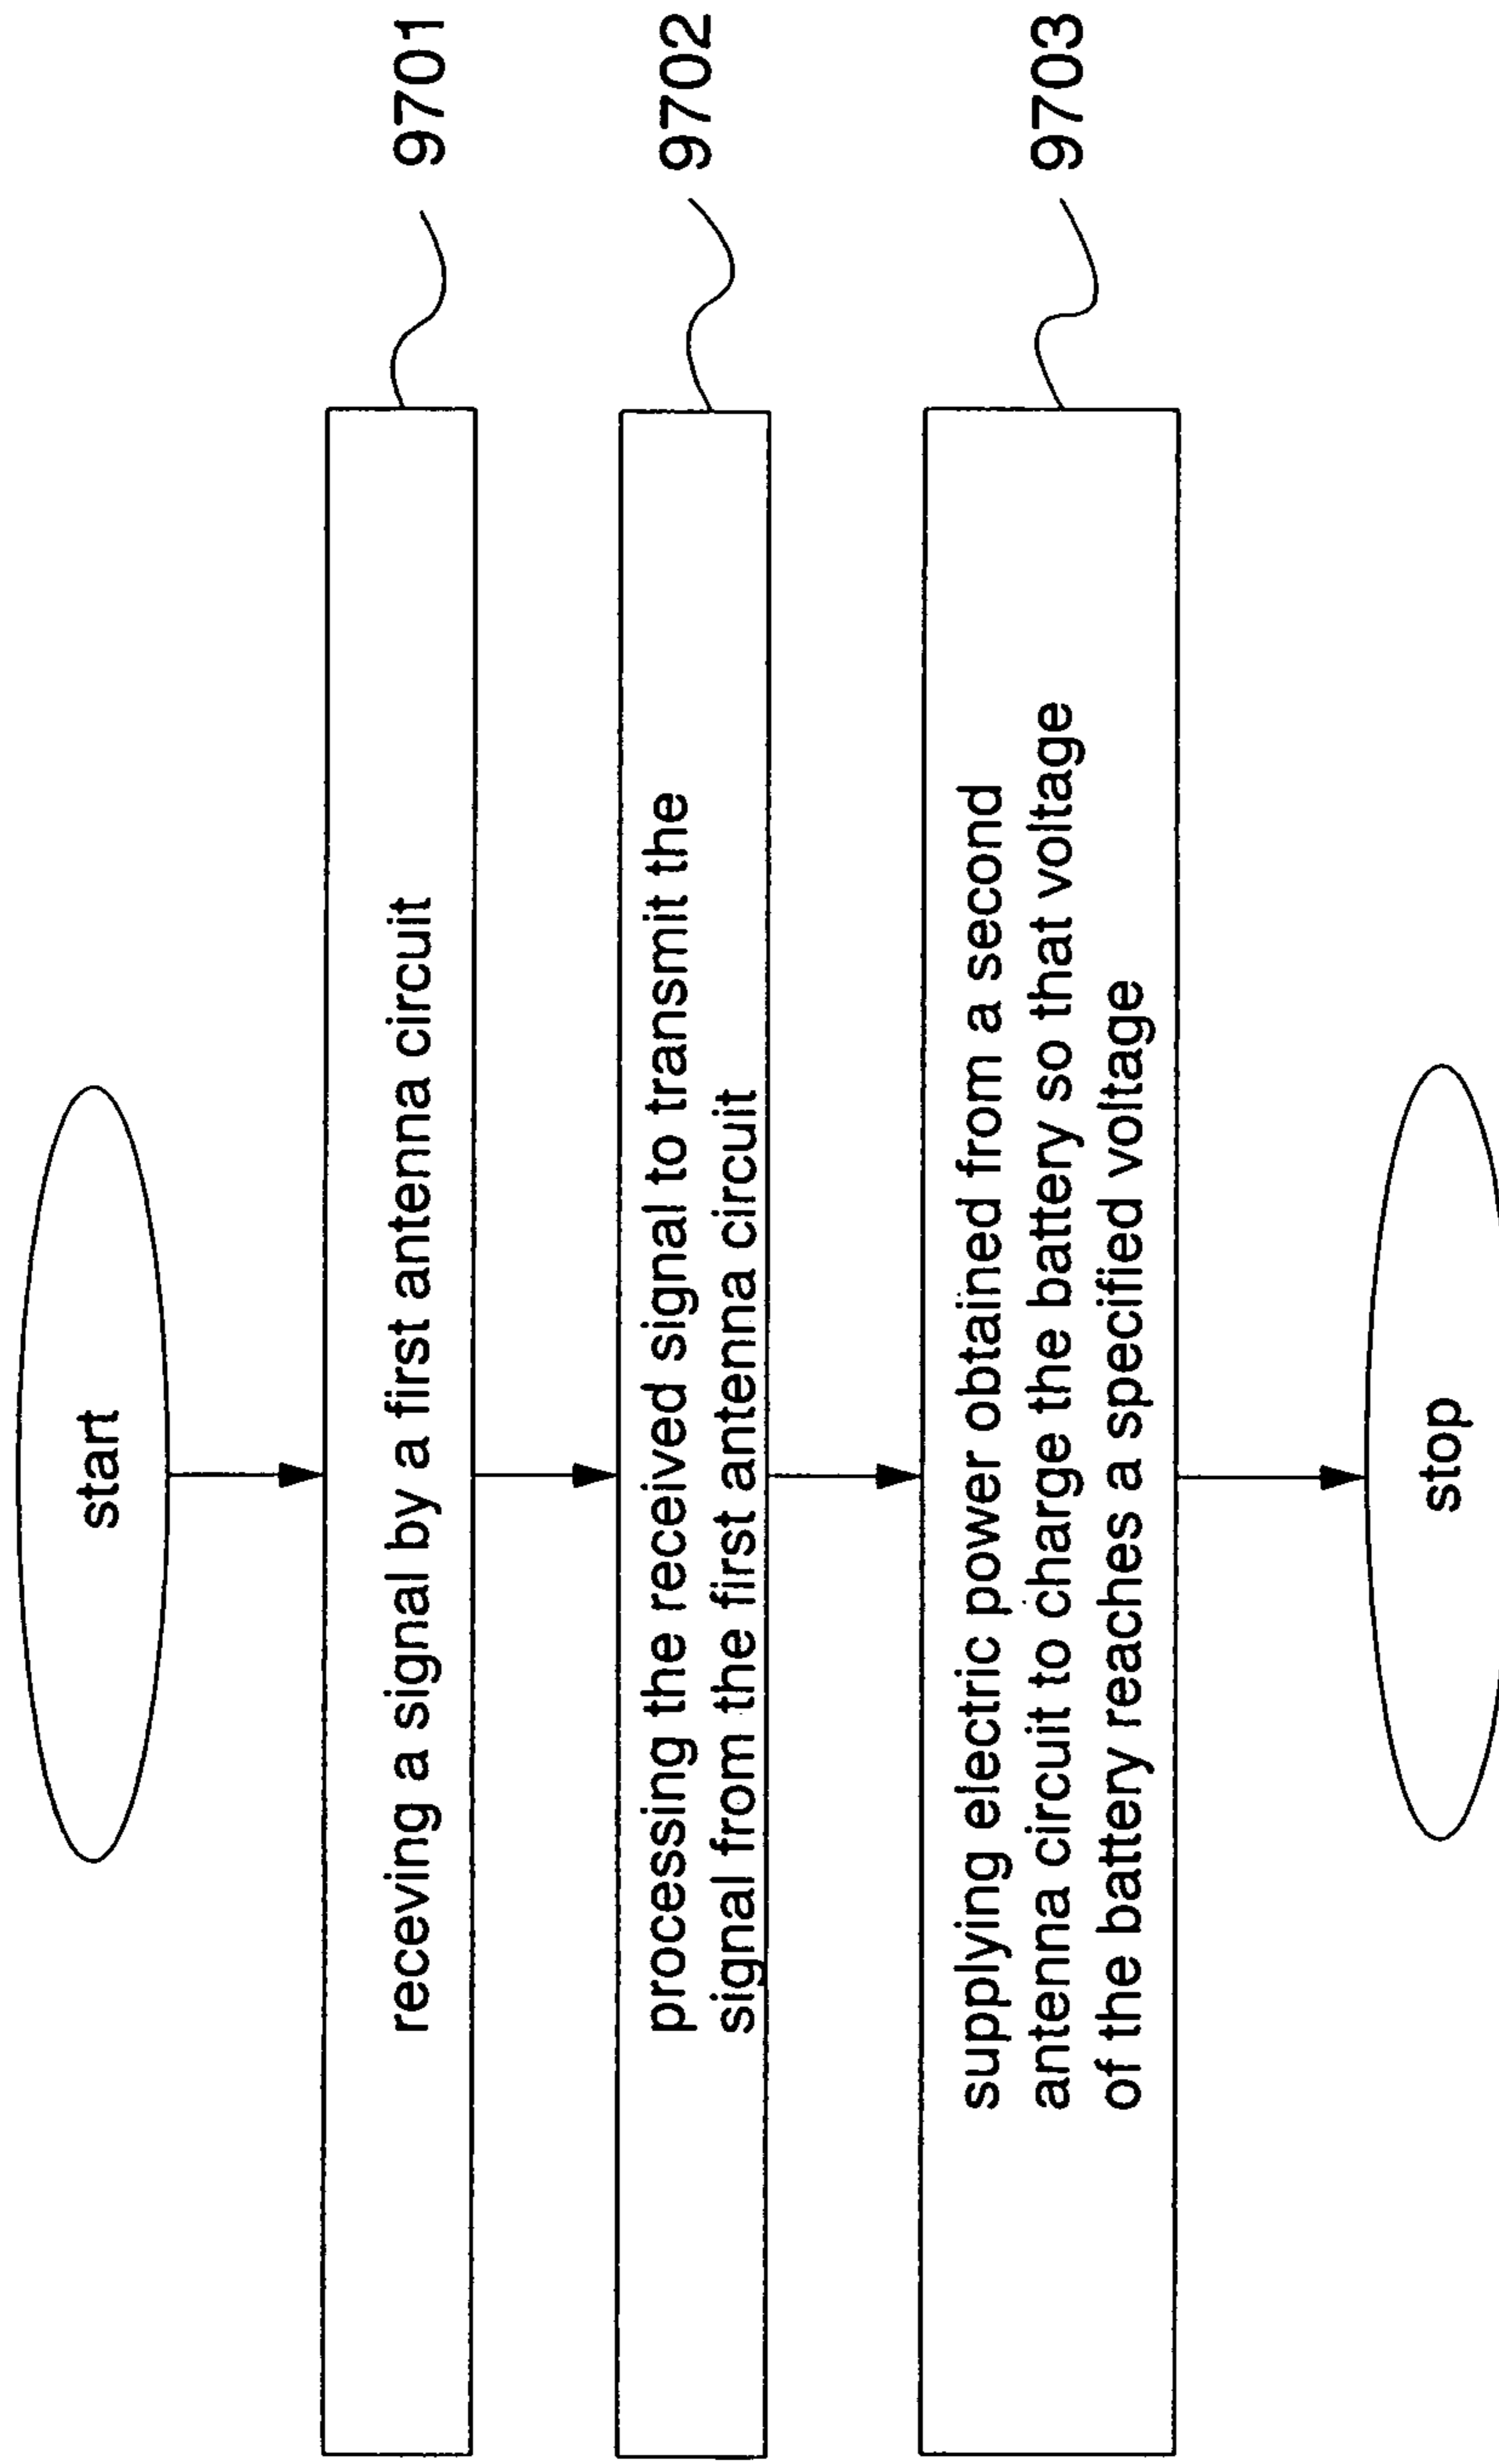 start
receving a signal by a first antenna circuit
9701
processing the received signal to transmit the
signal from the first antenna circuit
9702
supplying electric power obtained from a second
antenna circuit to charge the battery so that voltage
of the battery reaches a specified voltage
9703
stop